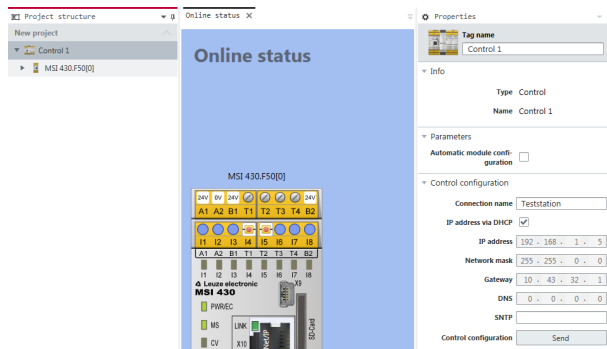 Project structure
New project
Control 1
MSI 430.F50[0]
Online status
Online status
MSI 430.F50[0]
24V 0V 24V 24V
A1 A2 B1 T1 T2 T3 T4 B2
I1 I2 I3 I4 I5 I6 I7 I8
A1 A2 B1 T1 T2 T3 T4 B2
I1 I2 I3 I4 I5 I6 I7 I8
Leuze electronic X9
MSI 430
PWR/EC
MS LINK
CV X10
Net/IP
SD-Card
Properties
Tag name
Control 1
Info
Type Control
Name Control 1
Parameters
Automatic module confi-
guration
Control configuration
Connection name Teststation
IP address via DHCP
IP address 192 . 168 . 1 . 5
Network mask 255 . 255 . 0 . 0
Gateway 10 . 43 . 32 . 1
DNS 0 . 0 . 0 . 0
SNTP
Control configuration Send